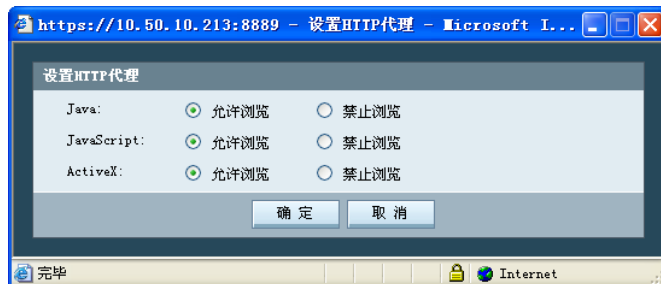 https://10.50.10.213:8889 - 设置HTTP代理 - Microsoft I...
设置HTTP代理
Java: 允许浏览 禁止浏览
JavaScript: 允许浏览 禁止浏览
ActiveX: 允许浏览 禁止浏览
确 定 取 消
完毕 Internet